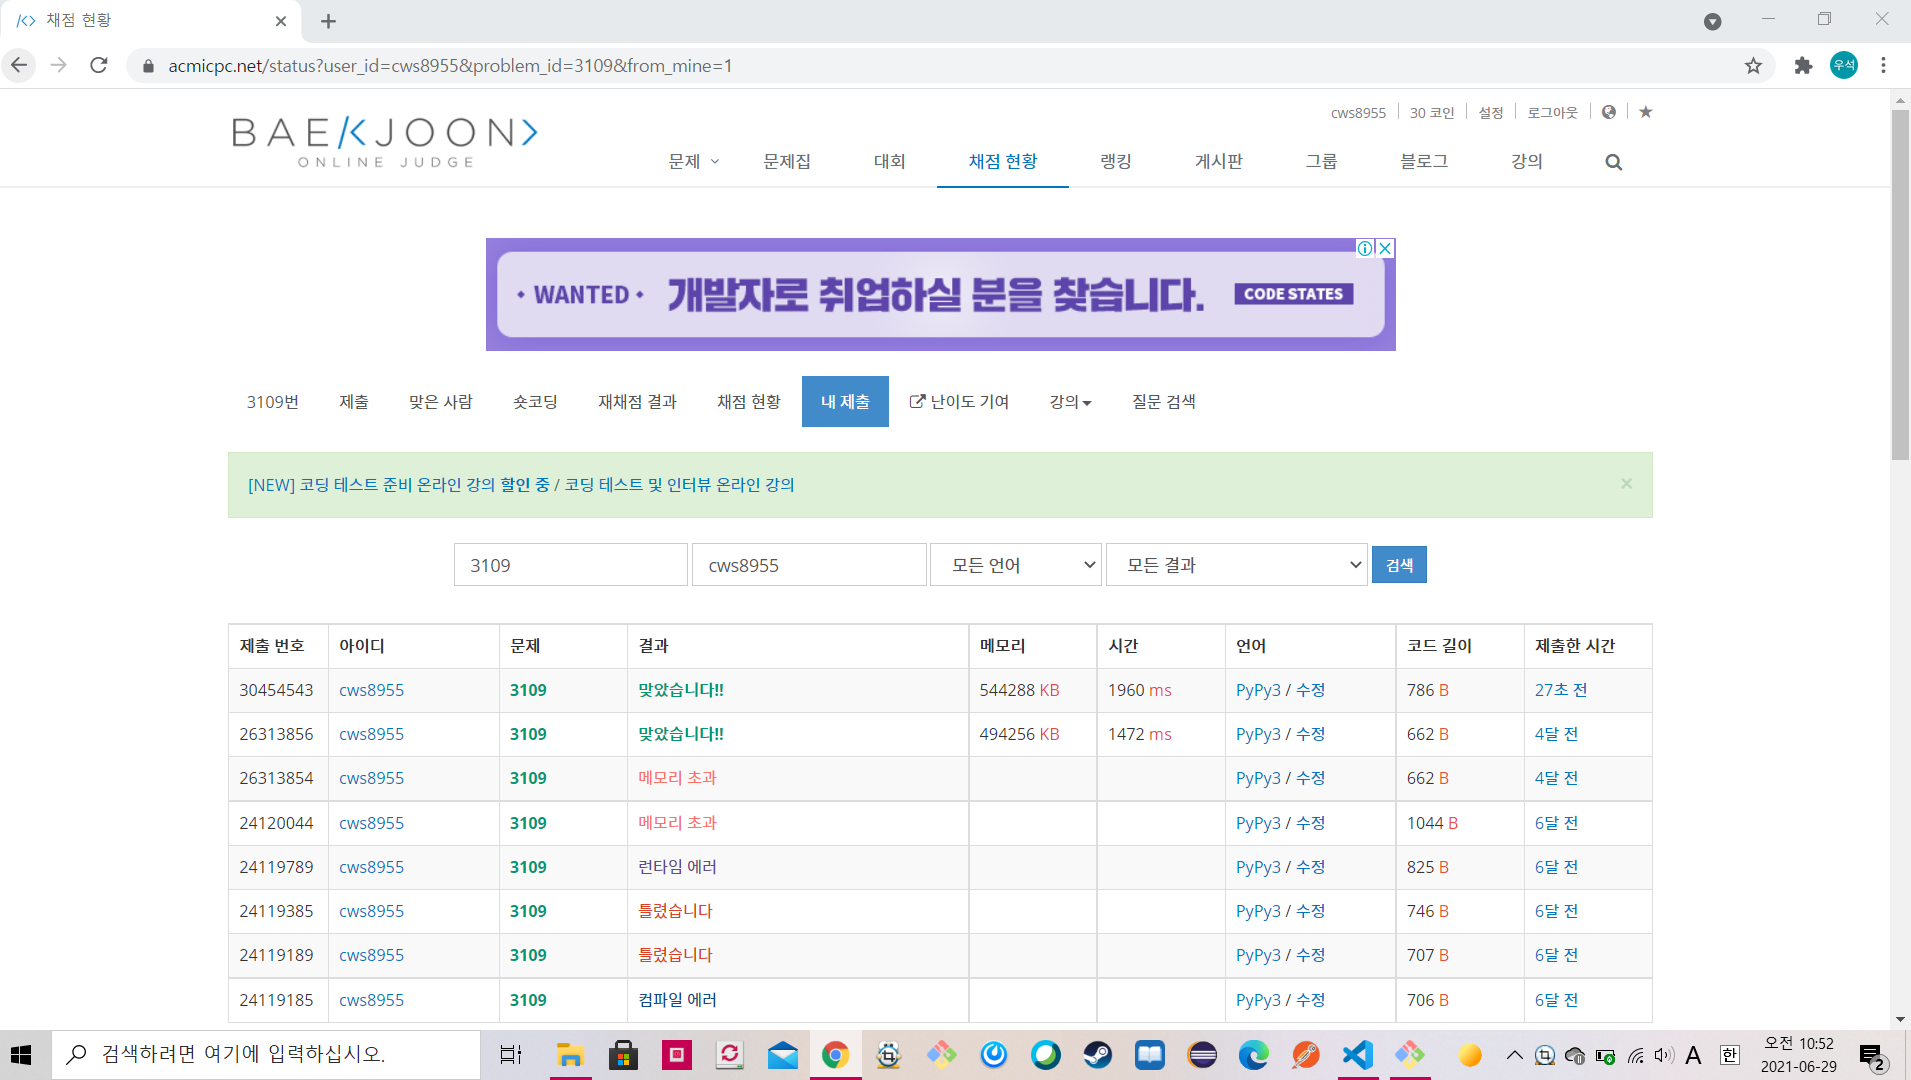 채점 현황
acmicpc.net/status?user_id=cws8955&problem_id=3109&from_mine=1
우석
cws8955 30 코인 설정 로그아웃
BAEKJOON
ONLINE JUDGE
문제 문제집 대회 채점 현황 랭킹 게시판 그룹 블로그 강의
WANTED 개발자로 취업하실 분을 찾습니다. CODE STATES
3109번 제출 맞은 사람 숏코딩 재채점 결과 채점 현황 내 제출 난이도 기여 강의 질문 검색
[NEW] 코딩 테스트 준비 온라인 강의 할인 중 / 코딩 테스트 및 인터뷰 온라인 강의
3109 cws8955 모든 언어 모든 결과 검색
제출 번호 아이디 문제 결과 메모리 시간 언어 코드 길이 제출한 시간
30454543 cws8955 3109 맞았습니다!! 544288 KB 1960 ms PyPy3 / 수정 786 B 27초 전
26313856 cws8955 3109 맞았습니다!! 494256 KB 1472 ms PyPy3 / 수정 662 B 4달 전
26313854 cws8955 3109 메모리 초과 PyPy3 / 수정 662 B 4달 전
24120044 cws8955 3109 메모리 초과 PyPy3 / 수정 1044 B 6달 전
24119789 cws8955 3109 런타임 에러 PyPy3 / 수정 825 B 6달 전
24119385 cws8955 3109 틀렸습니다 PyPy3 / 수정 746 B 6달 전
24119189 cws8955 3109 틀렸습니다 PyPy3 / 수정 707 B 6달 전
24119185 cws8955 3109 컴파일 에러 PyPy3 / 수정 706 B 6달 전
검색하려면 여기에 입력하십시오.
A 한 오전 10:52
2021-06-29 2